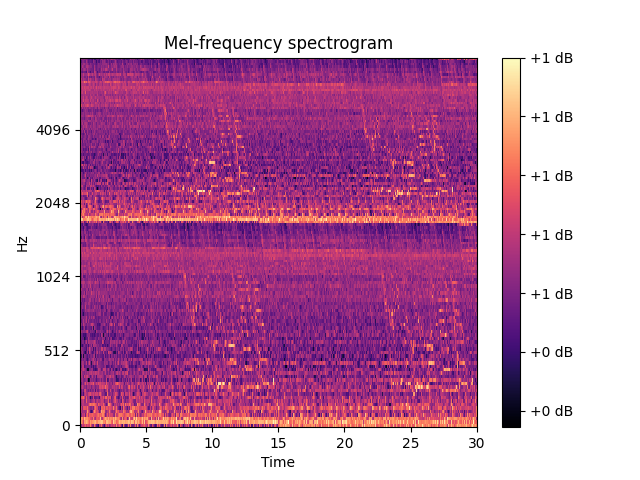 Mel-frequency spectrogram
+1 dB
+1 dB
+1 dB
+1 dB
+1 dB
+0 dB
+0 dB
4096
2048
1024
512
0
Hz
0 5 10 15 20 25 30
Time